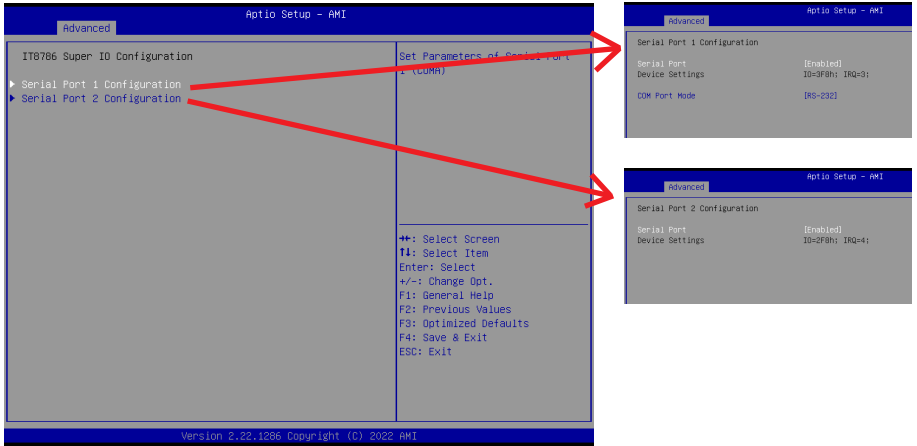 Aptio Setup - AMI
Advanced
IT8786 Super IO Configuration
Serial Port 1 Configuration
Serial Port 2 Configuration
Set Parameters of Serial Port
1 (COMA)
: Select Screen
↑↓: Select Item
Enter: Select
+/-: Change Opt.
F1: General Help
F2: Previous Values
F3: Optimized Defaults
F4: Save & Exit
ESC: Exit
Version 2.22.1286 Copyright (C) 2022 AMI
Aptio Setup - AMI
Advanced
Serial Port 1 Configuration
Serial Port [Enabled]
Device Settings IO=3F8h; IRQ=3;
COM Port Mode [RS-232]
Aptio Setup - AMI
Advanced
Serial Port 2 Configuration
Serial Port [Enabled]
Device Settings IO=2F8h; IRQ=4;